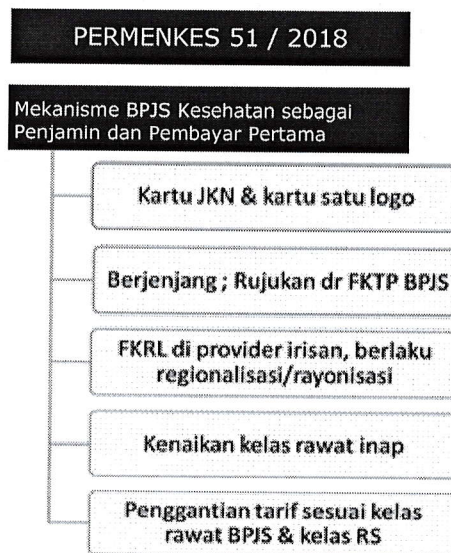 PERMENKES 51 / 2018
Mekanisme BPJS Kesehatan sebagai
Penjamin dan Pembayar Pertama
Kartu JKN & kartu satu logo
Berjenjang ; Rujukan dr FKTP BPJS
FKRL di provider irisan, berlaku
regionalisasi/rayonisasi
Kenaikan kelas rawat inap
Penggantian tarif sesuai kelas
rawat BPJS & kelas RS